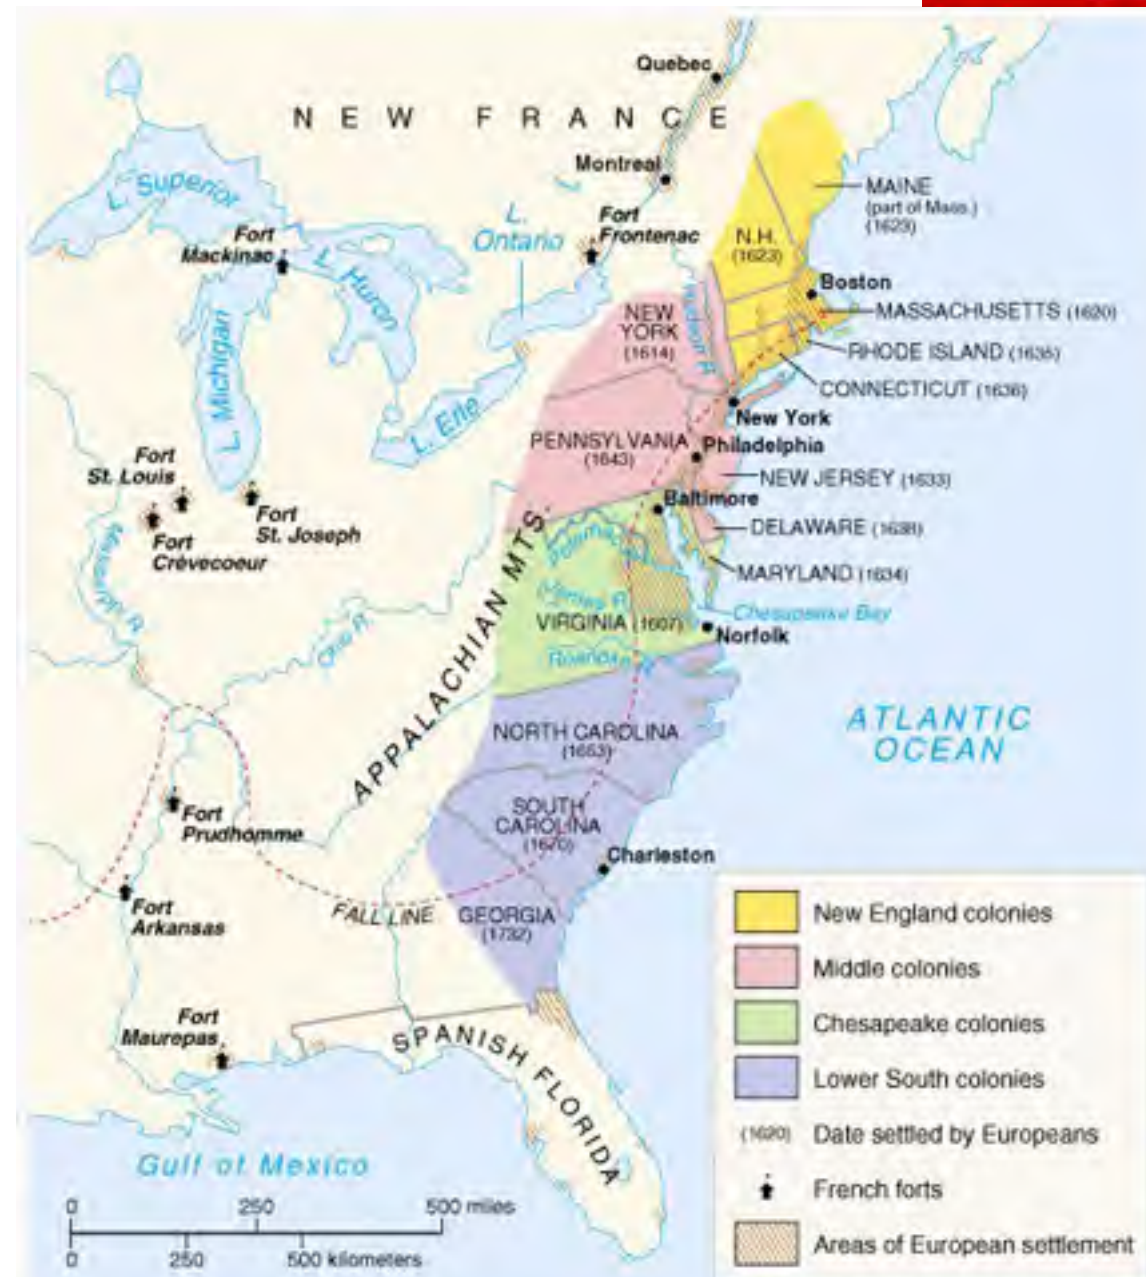 Quebec
NEW FRANCE
Montreal
L. Superior
MAINE
(part of Mass.)
(1623)
Fort
Mackinac
L. Huron
L.
Ontario
Fort
Frontenac
N.H.
(1623)
Boston
MASSACHUSETTS (1620)
Hudson R.
NEW
YORK
(1614)
RHODE ISLAND (1636)
CONNECTICUT (1636)
L. Michigan
L. Erie
New York
PENNSYLVANIA
(1643)
Philadelphia
NEW JERSEY (1633)
Fort
St. Louis
Baltimore
Fort
St. Joseph
Fort
Crèvecoeur
DELAWARE (1638)
Mississippi R.
Potomac R.
MARYLAND (1634)
James R.
Chesapeake Bay
VIRGINIA (1607)
Norfolk
Ohio R.
Roanoke R.
APPALACHIAN MTS.
NORTH CAROLINA
(1653)
ATLANTIC
OCEAN
Fort
Prudhomme
SOUTH
CAROLINA
(1670)
Charleston
Fort
Arkansas
FALL LINE
GEORGIA
(1732)
Fort
Maurepas
SPANISH FLORIDA
Gulf of Mexico
0 250 500 miles
0 250 500 kilometers
New England colonies
Middle colonies
Chesapeake colonies
Lower South colonies
(1620) Date settled by Europeans
French forts
Areas of European settlement